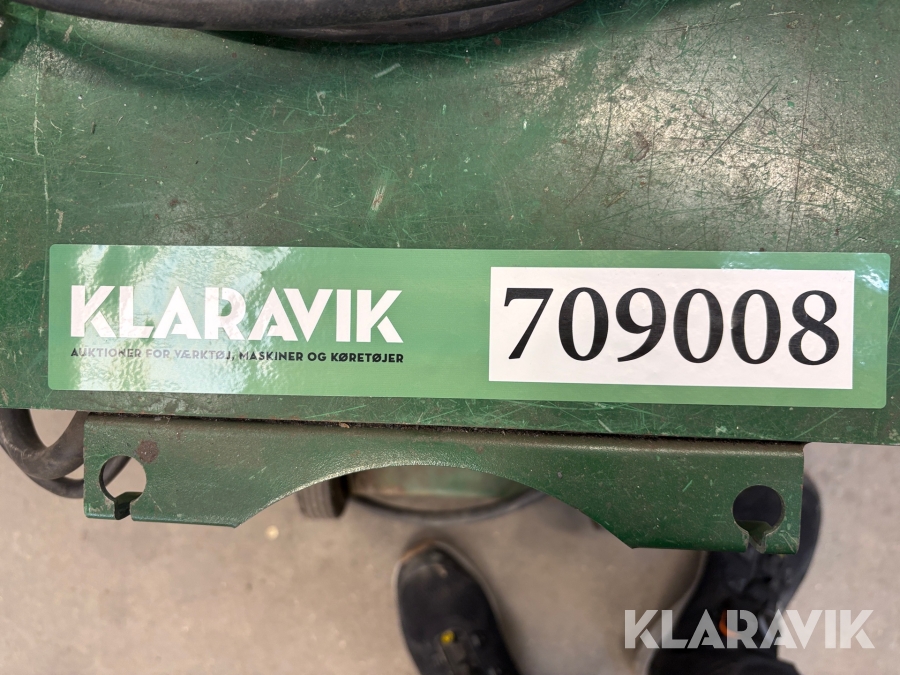 KLARAVIK
AUKTIONER FOR VÆRKTØJ, MASKINER OG KØRETØJER
709008
KLARAVIK